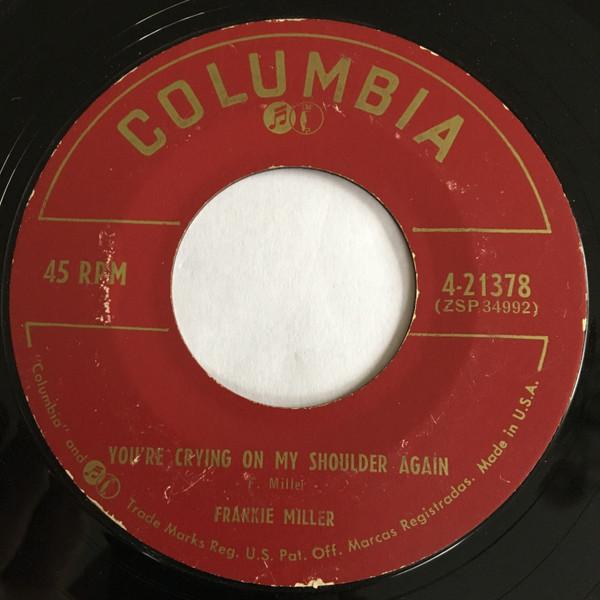 COLUMBIA
45 RPM
4-21378
(ZSP 34992)
YOU'RE CRYING ON MY SHOULDER AGAIN
F. Miller
FRANKIE MILLER
"Columbia" and Trade Marks Reg. U.S. Pat. Off. Marcas Registradas. Made in U.S.A.